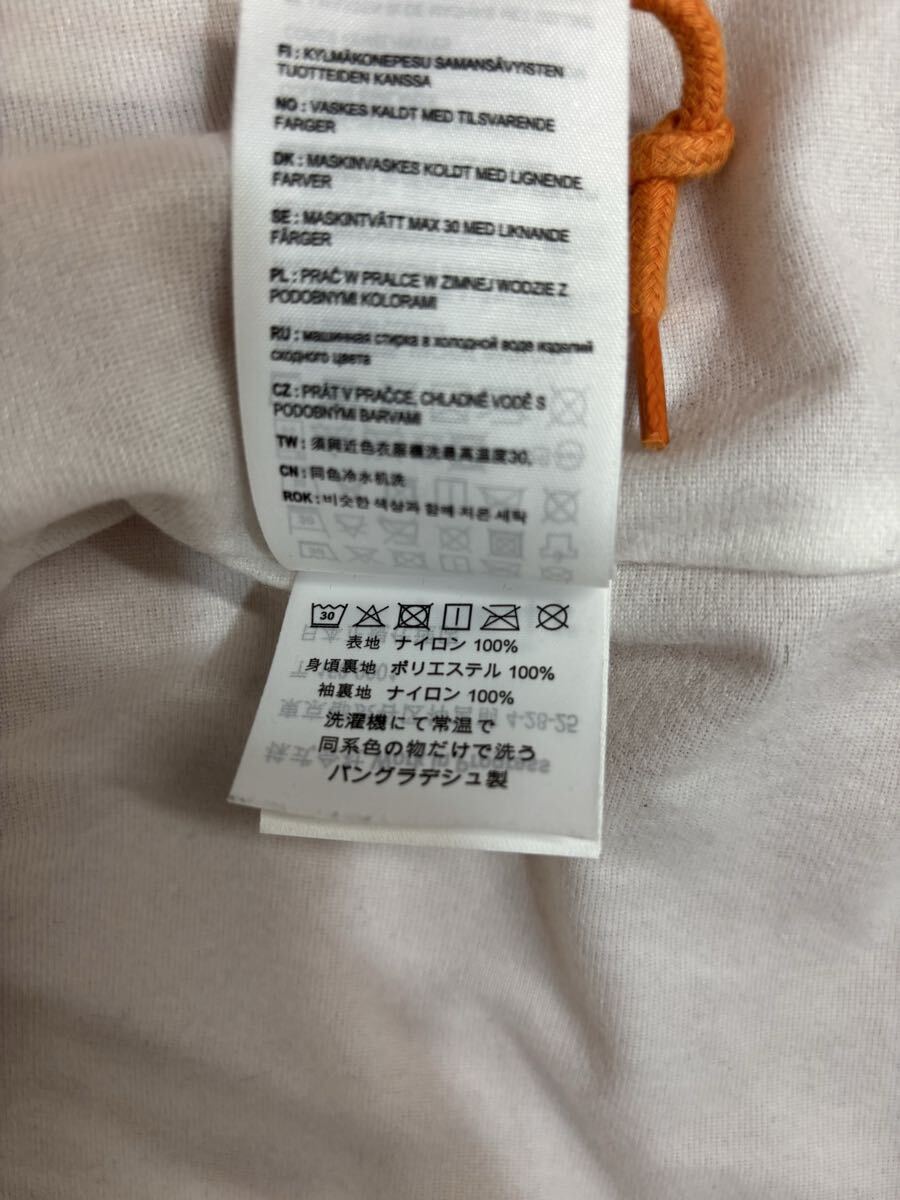 FI : KYLMÄKONEPESU SAMANSÄVYISTEN
TUOTTEIDEN KANSSA
NO : VASKES KALDT MED TILSVARENDE
FARGER
DK : MASKINVASKES KOLDT MED LIGNENDE
FARVER
SE : MASKINTVÄTT MAX 30 MED LIKNANDE
FÄRGER
PL : PRAĆ W PRALCE W ZIMNEJ WODZIE Z
PODOBNYMI KOLORAMI
RU : машинная стирка в холодной воде изделий
сходного цвета
CZ : PRÁT V PRAČCE, CHLADNÉ VODĚ S
PODOBNÝMI BARVAMI
TW : 須與近色衣服機洗最高溫度30。
CN : 同色冷水机洗
ROK : 비슷한 색상과 함께 차운 세탁
30
表地 ナイロン 100%
身頃裏地 ポリエステル 100%
袖裏地 ナイロン 100%
洗濯機にて常温で
同系色の物だけで洗う
バングラデシュ製